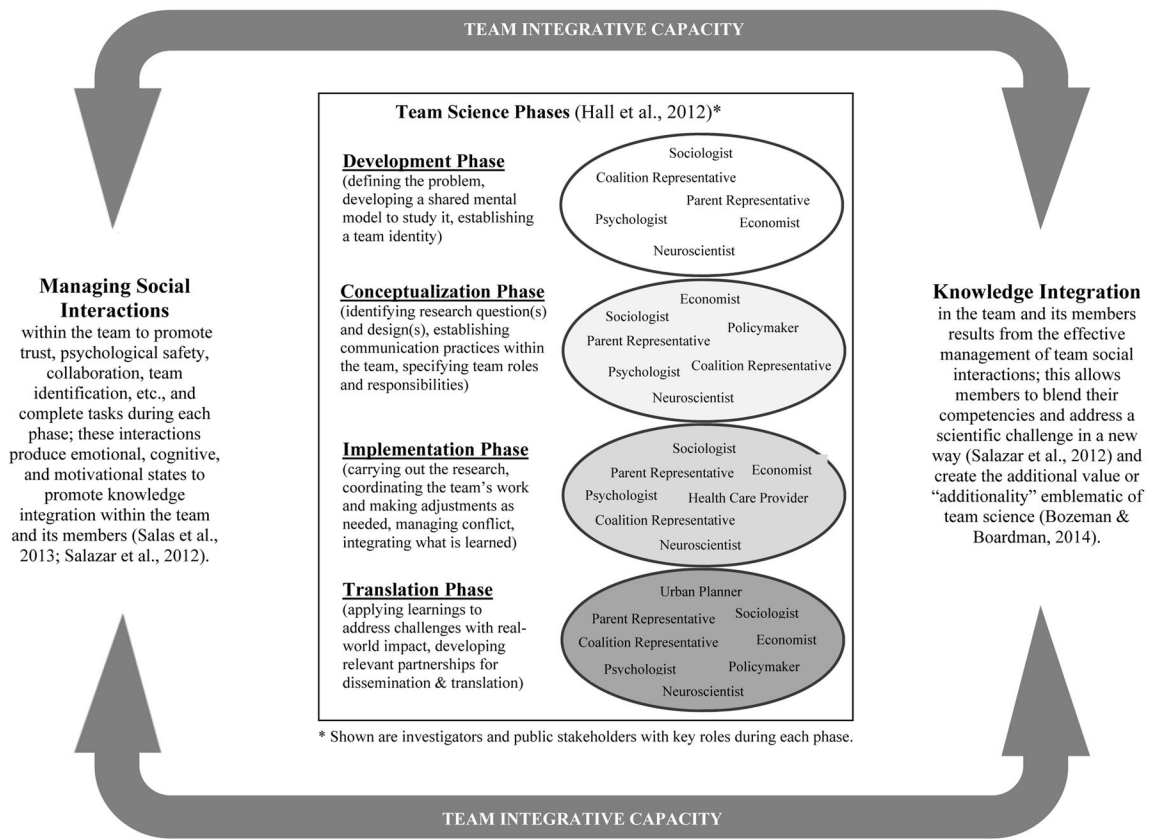 TEAM INTEGRATIVE CAPACITY
Managing Social
Interactions
within the team to promote
trust, psychological safety,
collaboration, team
identification, etc., and
complete tasks during each
phase; these interactions
produce emotional, cognitive,
and motivational states to
promote knowledge
integration within the team
and its members (Salas et al.,
2013; Salazar et al., 2012).
Team Science Phases (Hall et al., 2012)*
Development Phase
(defining the problem,
developing a shared mental
model to study it, establishing
a team identity)
Sociologist
Coalition Representative
Parent Representative
Psychologist
Economist
Neuroscientist
Conceptualization Phase
(identifying research question(s)
and design(s), establishing
communication practices within
the team, specifying team roles
and responsibilities)
Economist
Sociologist
Policymaker
Parent Representative
Coalition Representative
Psychologist
Neuroscientist
Implementation Phase
(carrying out the research,
coordinating the team’s work
and making adjustments as
needed, managing conflict,
integrating what is learned)
Sociologist
Parent Representative
Economist
Psychologist
Health Care Provider
Coalition Representative
Neuroscientist
Translation Phase
(applying learnings to
address challenges with real-
world impact, developing
relevant partnerships for
dissemination & translation)
Urban Planner
Parent Representative
Sociologist
Coalition Representative
Economist
Psychologist
Policymaker
Neuroscientist
* Shown are investigators and public stakeholders with key roles during each phase.
Knowledge Integration
in the team and its members
results from the effective
management of team social
interactions; this allows
members to blend their
competencies and address a
scientific challenge in a new
way (Salazar et al., 2012) and
create the additional value or
“additionality” emblematic of
team science (Bozeman &
Boardman, 2014).
TEAM INTEGRATIVE CAPACITY